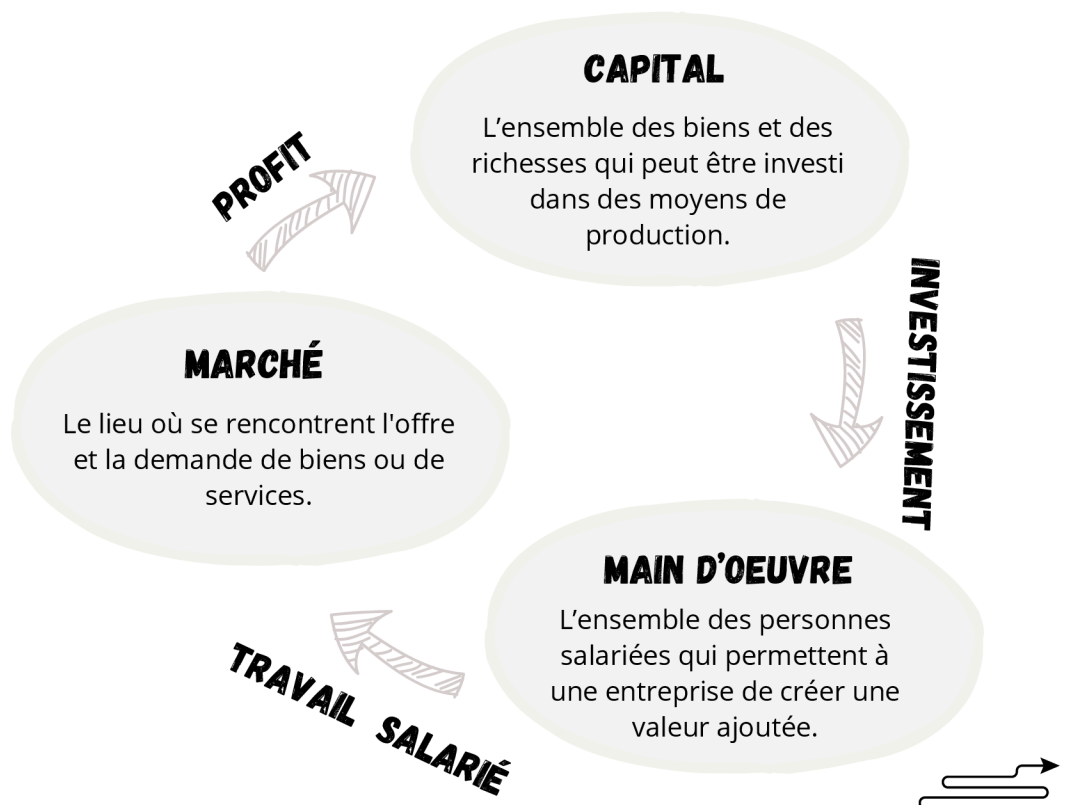 CAPITAL
L’ensemble des biens et des
richesses qui peut être investi
dans des moyens de
production.
PROFIT
INVESTISSEMENT
MARCHÉ
Le lieu où se rencontrent l'offre
et la demande de biens ou de
services.
MAIN D’OEUVRE
L’ensemble des personnes
salariées qui permettent à
une entreprise de créer une
valeur ajoutée.
TRAVAIL SALARIÉ